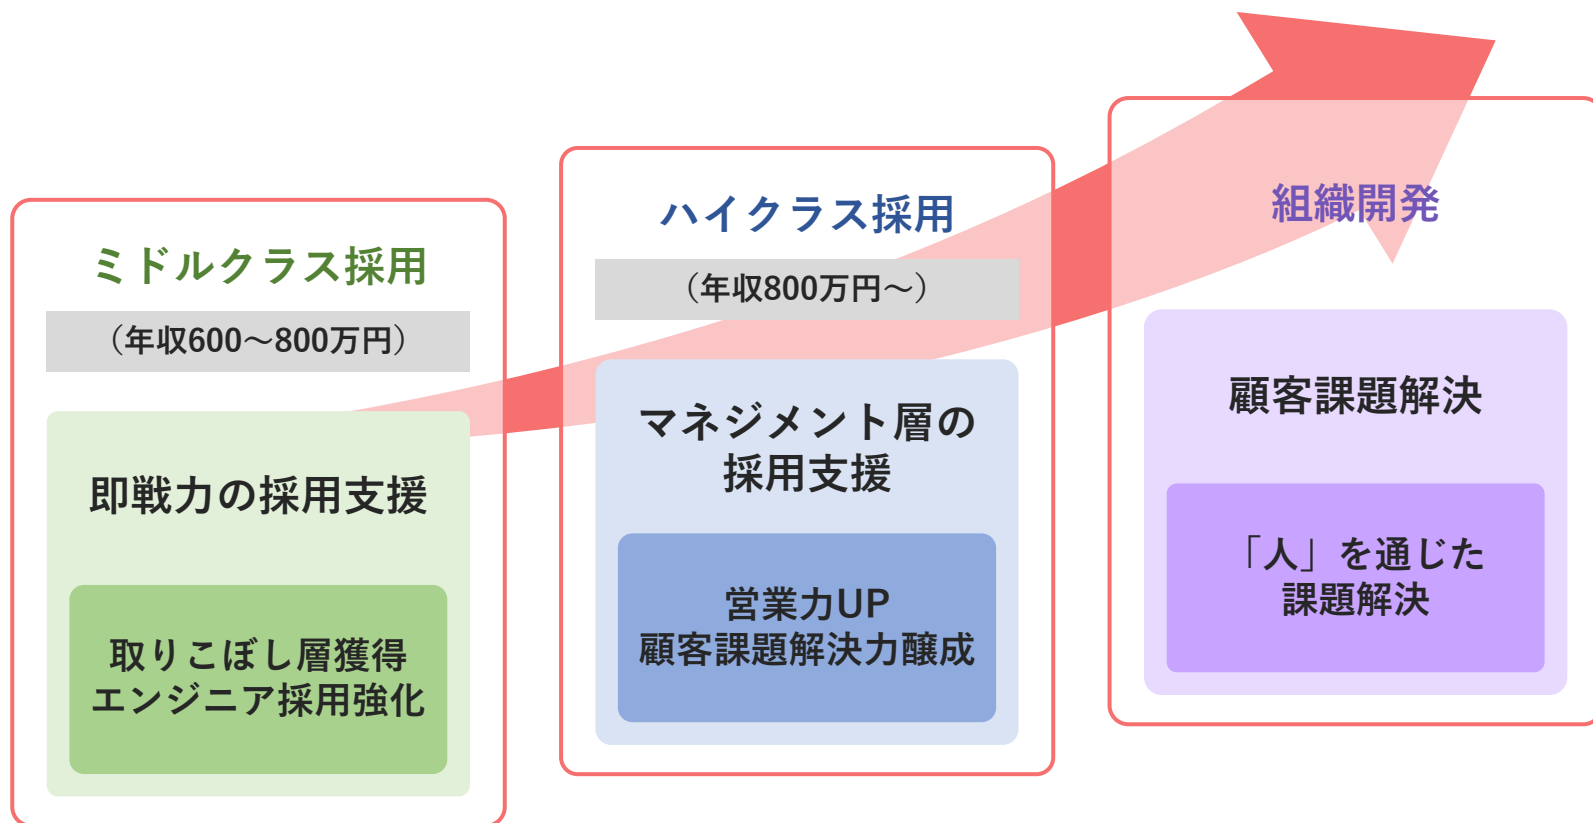 ミドルクラス採用
（年収600～800万円）
即戦力の採用支援
取りこぼし層獲得
エンジニア採用強化
ハイクラス採用
（年収800万円～）
マネジメント層の
採用支援
営業力UP
顧客課題解決力醸成
組織開発
顧客課題解決
「人」を通じた
課題解決